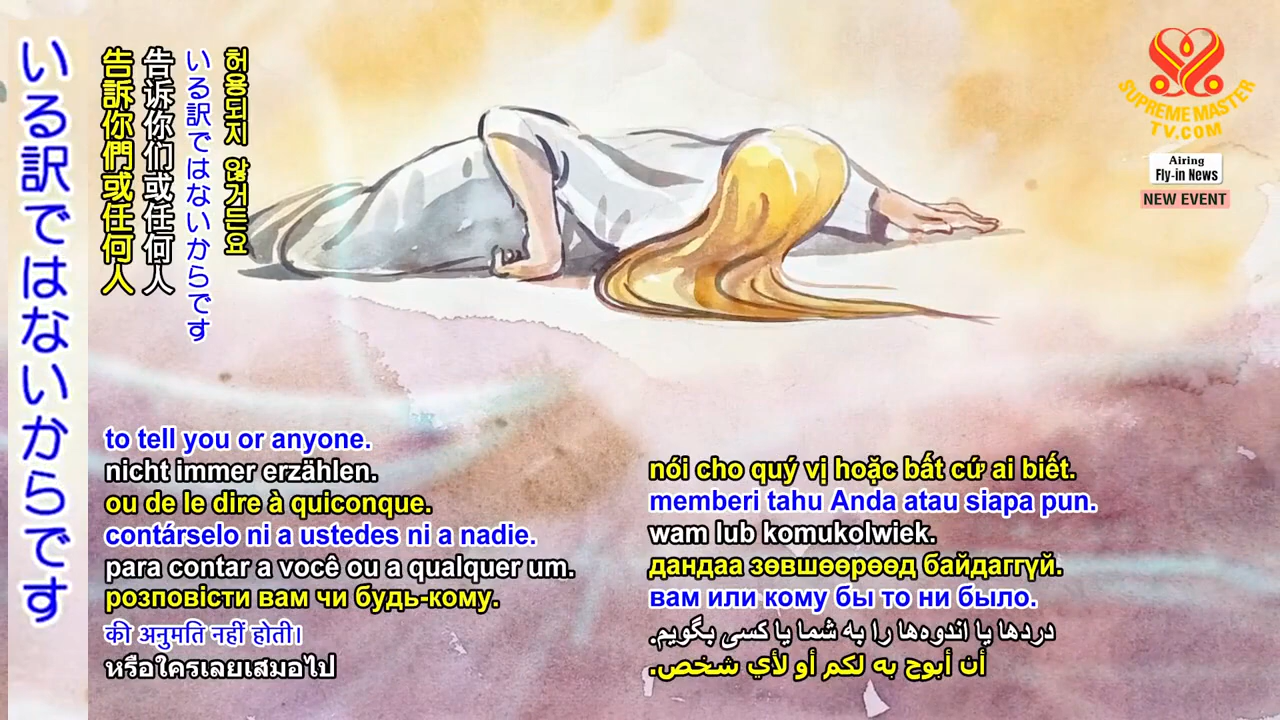 いる訳ではないからです
告訴你們或任何人
告诉你们或任何人
いる訳ではないからです
허용되지 않거든요
SUPREME MASTER
TV.COM
Airing
Fly-in News
NEW EVENT
to tell you or anyone.
nicht immer erzählen.
ou de le dire à quiconque.
contárselo ni a ustedes ni a nadie.
para contar a você ou a qualquer um.
розповісти вам чи будь-кому.
की अनुमति नहीं होती।
หรือใครเลยเสมอไป
nói cho quý vị hoặc bất cứ ai biết.
memberi tahu Anda atau siapa pun.
wam lub komukolwiek.
дандаа зөвшөөрөөд байдаггүй.
вам или кому бы то ни было.
دردها یا اندوه‌ها را به شما یا کسی بگویم.
أن أبوح به لكم أو لأي شخص.